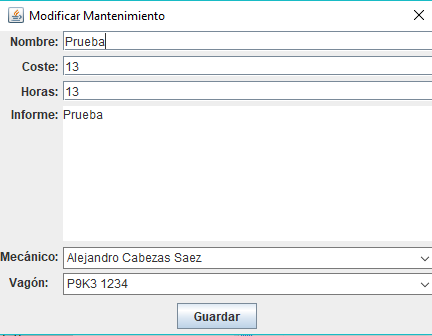 Modificar Mantenimiento
Nombre: Prueba
Coste: 13
Horas: 13
Informe: Prueba
Mecánico: Alejandro Cabezas Saez
Vagón: P9K3 1234
Guardar